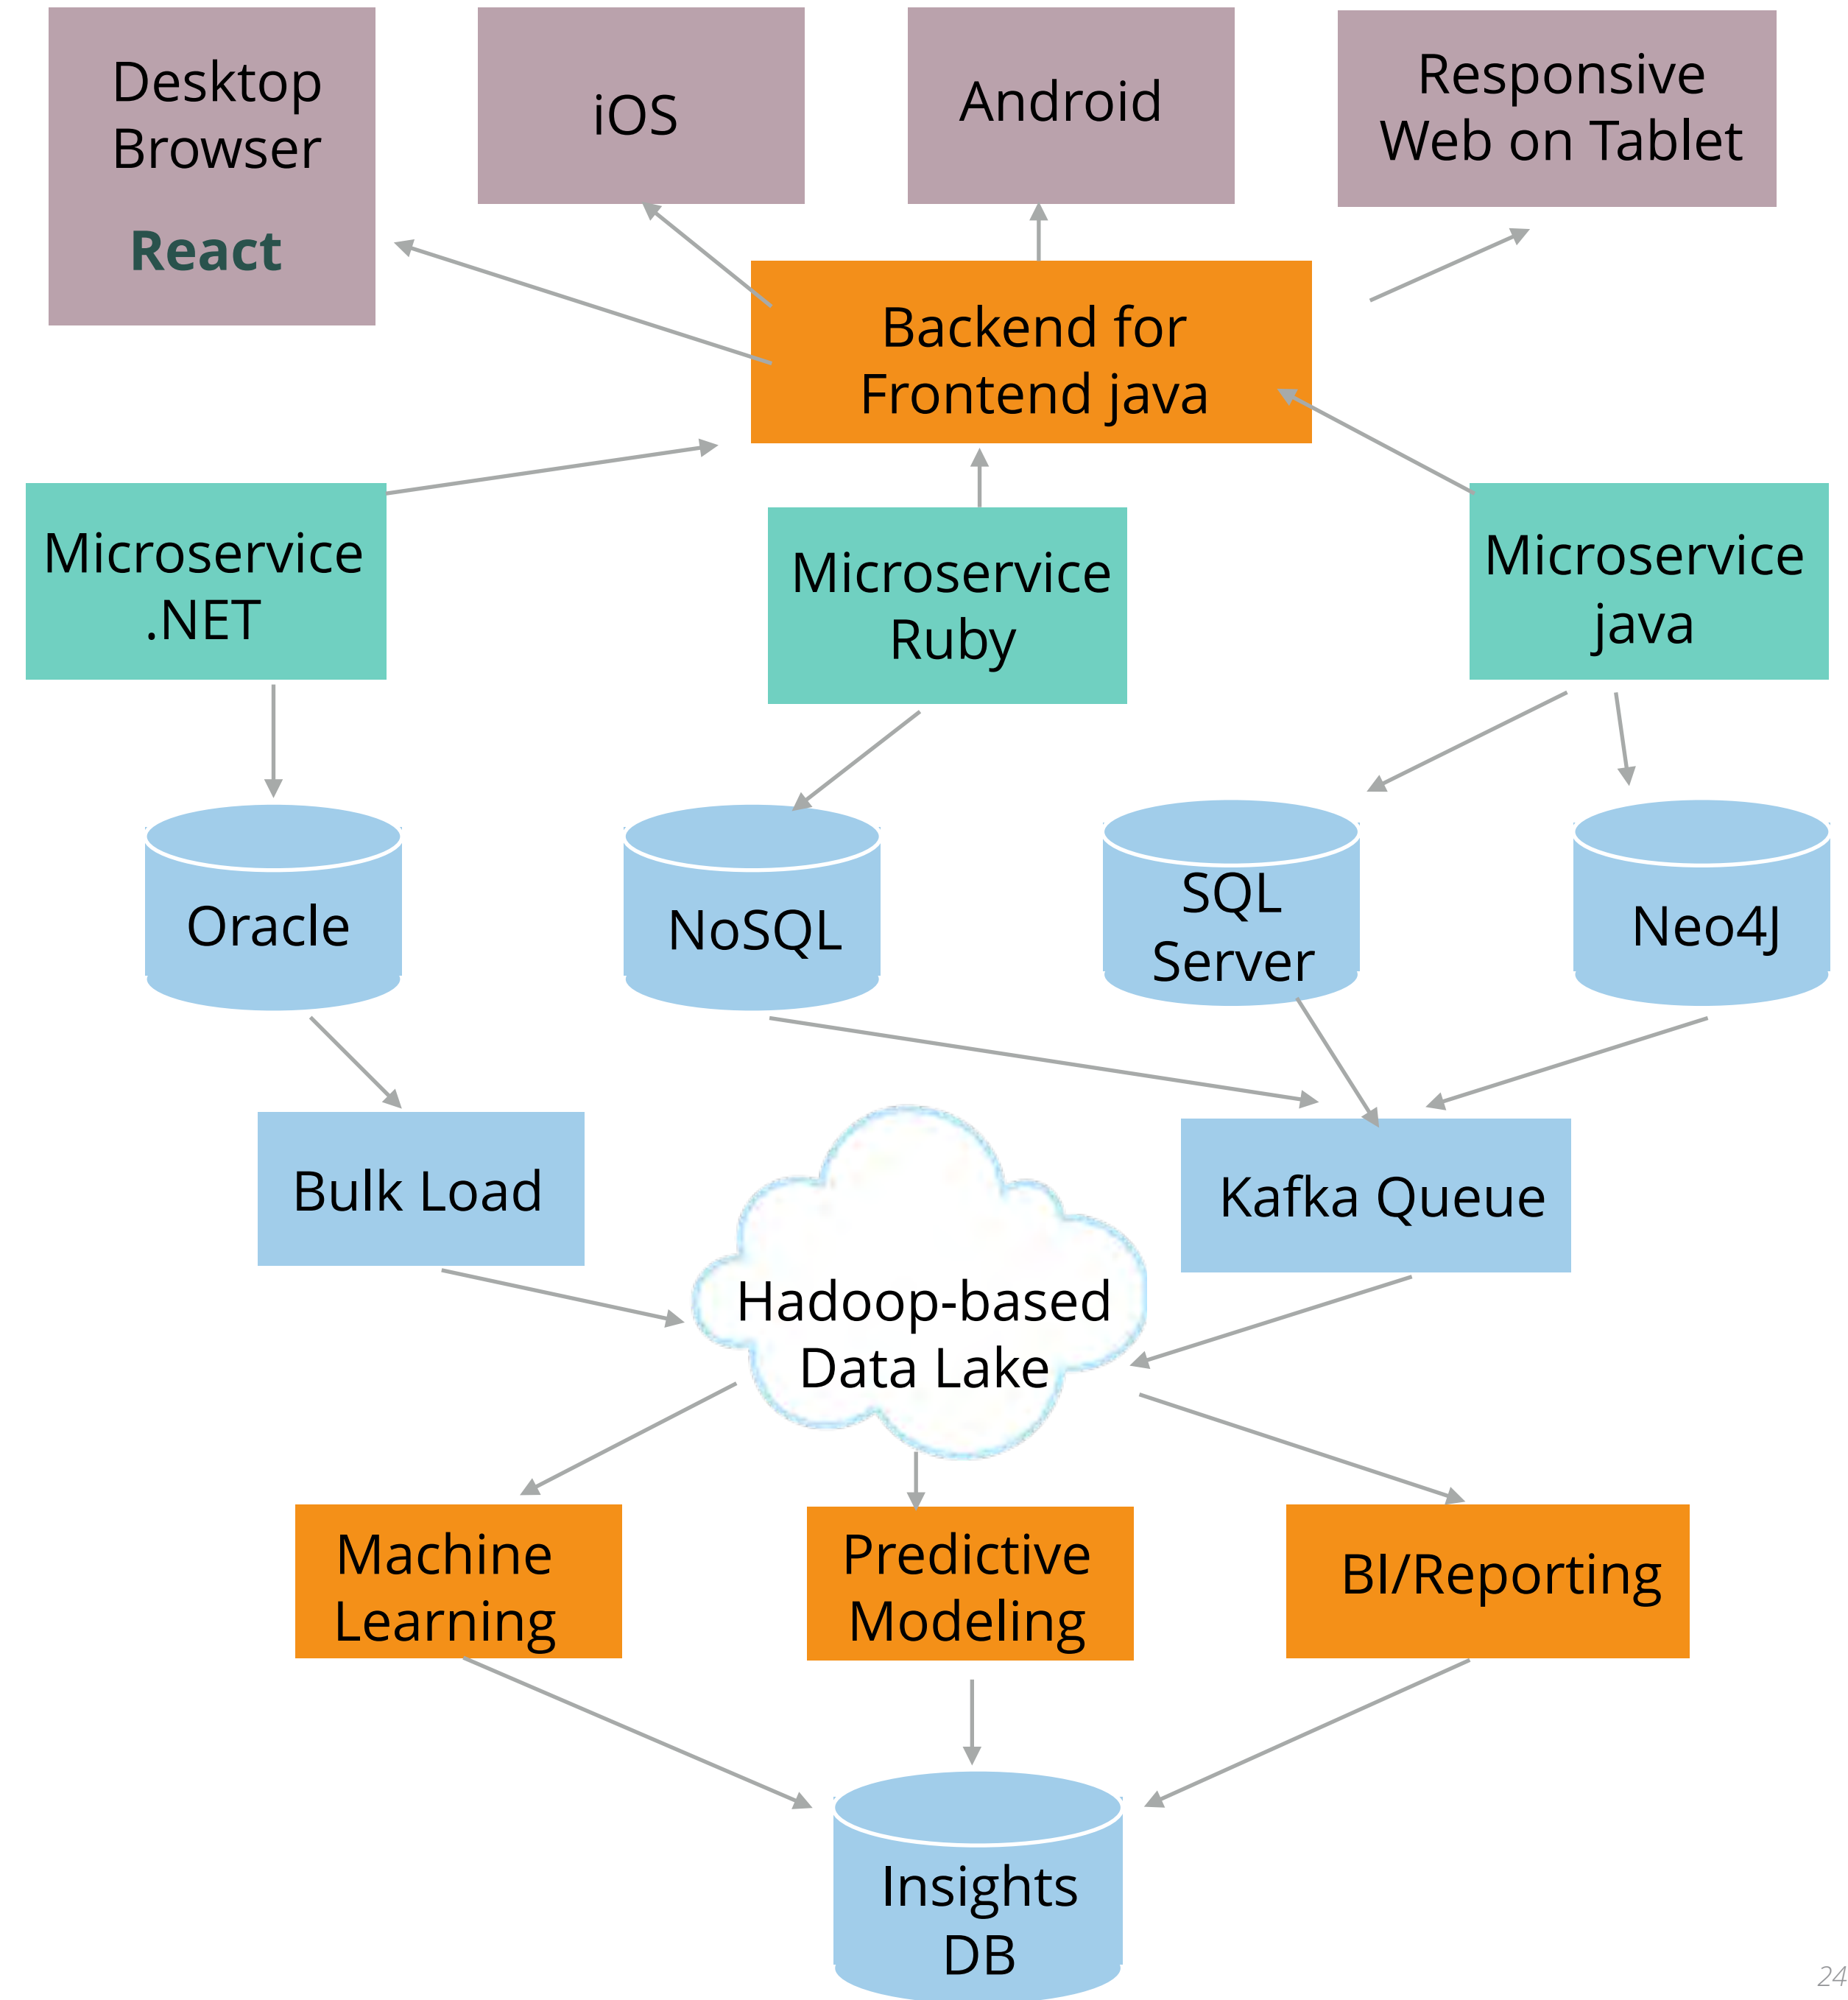 Desktop
Browser
React
iOS
Android
Responsive
Web on Tablet
Backend for
Frontend java
Microservice
.NET
Microservice
Ruby
Microservice
java
Oracle
NoSQL
SQL
Server
Neo4J
Bulk Load
Hadoop-based
Data Lake
Kafka Queue
Machine
Learning
Predictive
Modeling
BI/Reporting
Insights
DB
24